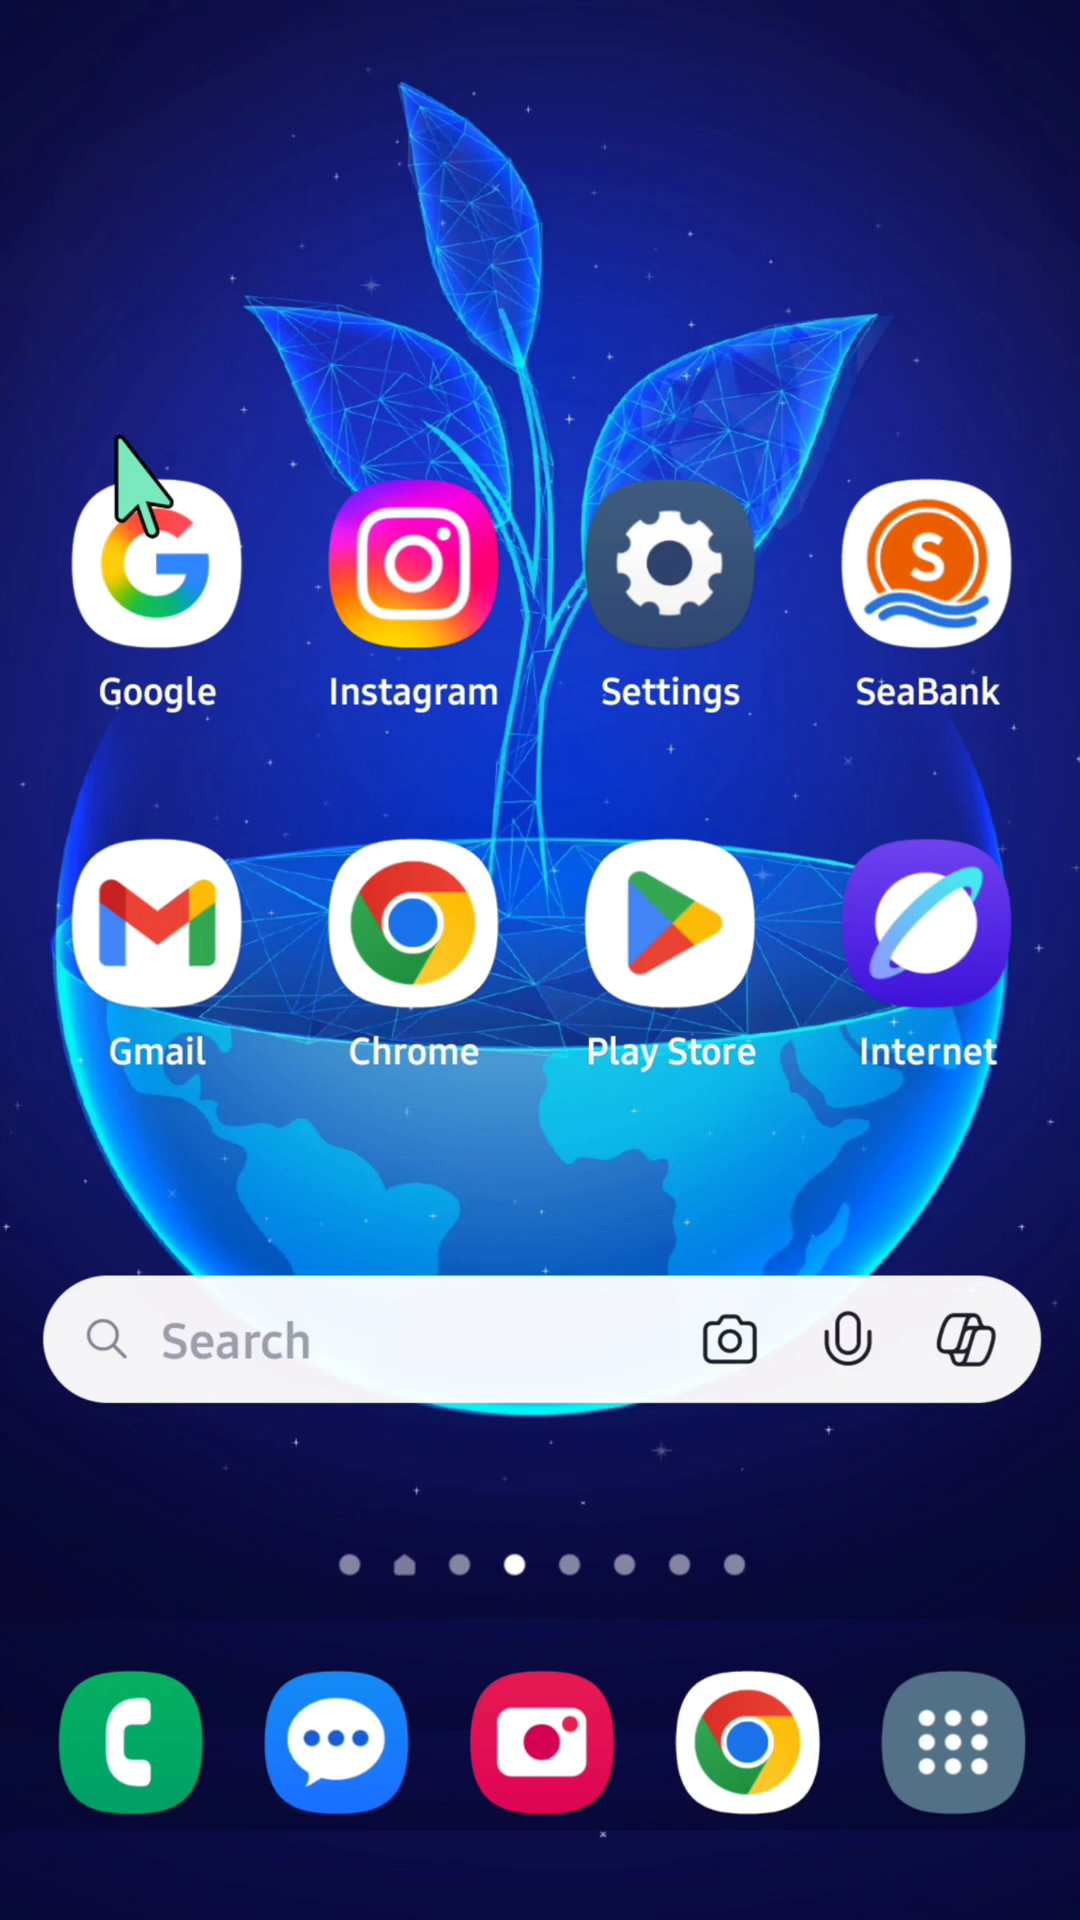 Google
Instagram
Settings
SeaBank
Gmail
Chrome
Play Store
Internet
Search